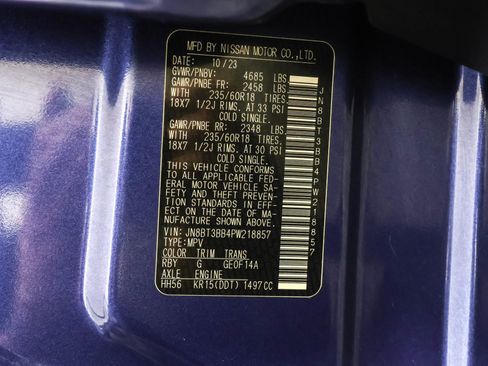 MFD BY NISSAN MOTOR CO.,LTD.
DATE: 10/23
GVWR/PNBV: 4685 LBS
GAWR/PNBE FR: 2458 LBS
WITH 235/60R18 TIRES.
18X7 1/2J RIMS. AT 33 PSI
COLD SINGLE.
GAWR/PNBE RR: 2348 LBS.
WITH 235/60R18 TIRES.
18X7 1/2J RIMS. AT 30 PSI
COLD SINGLE.
THIS VEHICLE CONFORMS
TO ALL APPLICABLE FED-
ERAL MOTOR VEHICLE SA-
FETY AND THEFT PREVEN-
TION STANDARDS IN EFFECT
ON THE DATE OF MA-
NUFACTURE SHOWN ABOVE.
VIN: JN8BT3BB4PW218857
TYPE:MPV
COLOR TRIM TRANS
RBY G GE0F14A
AXLE ENGINE
HH56 KR15(DDT) 1497CC
JN8BT3BB4PW218857